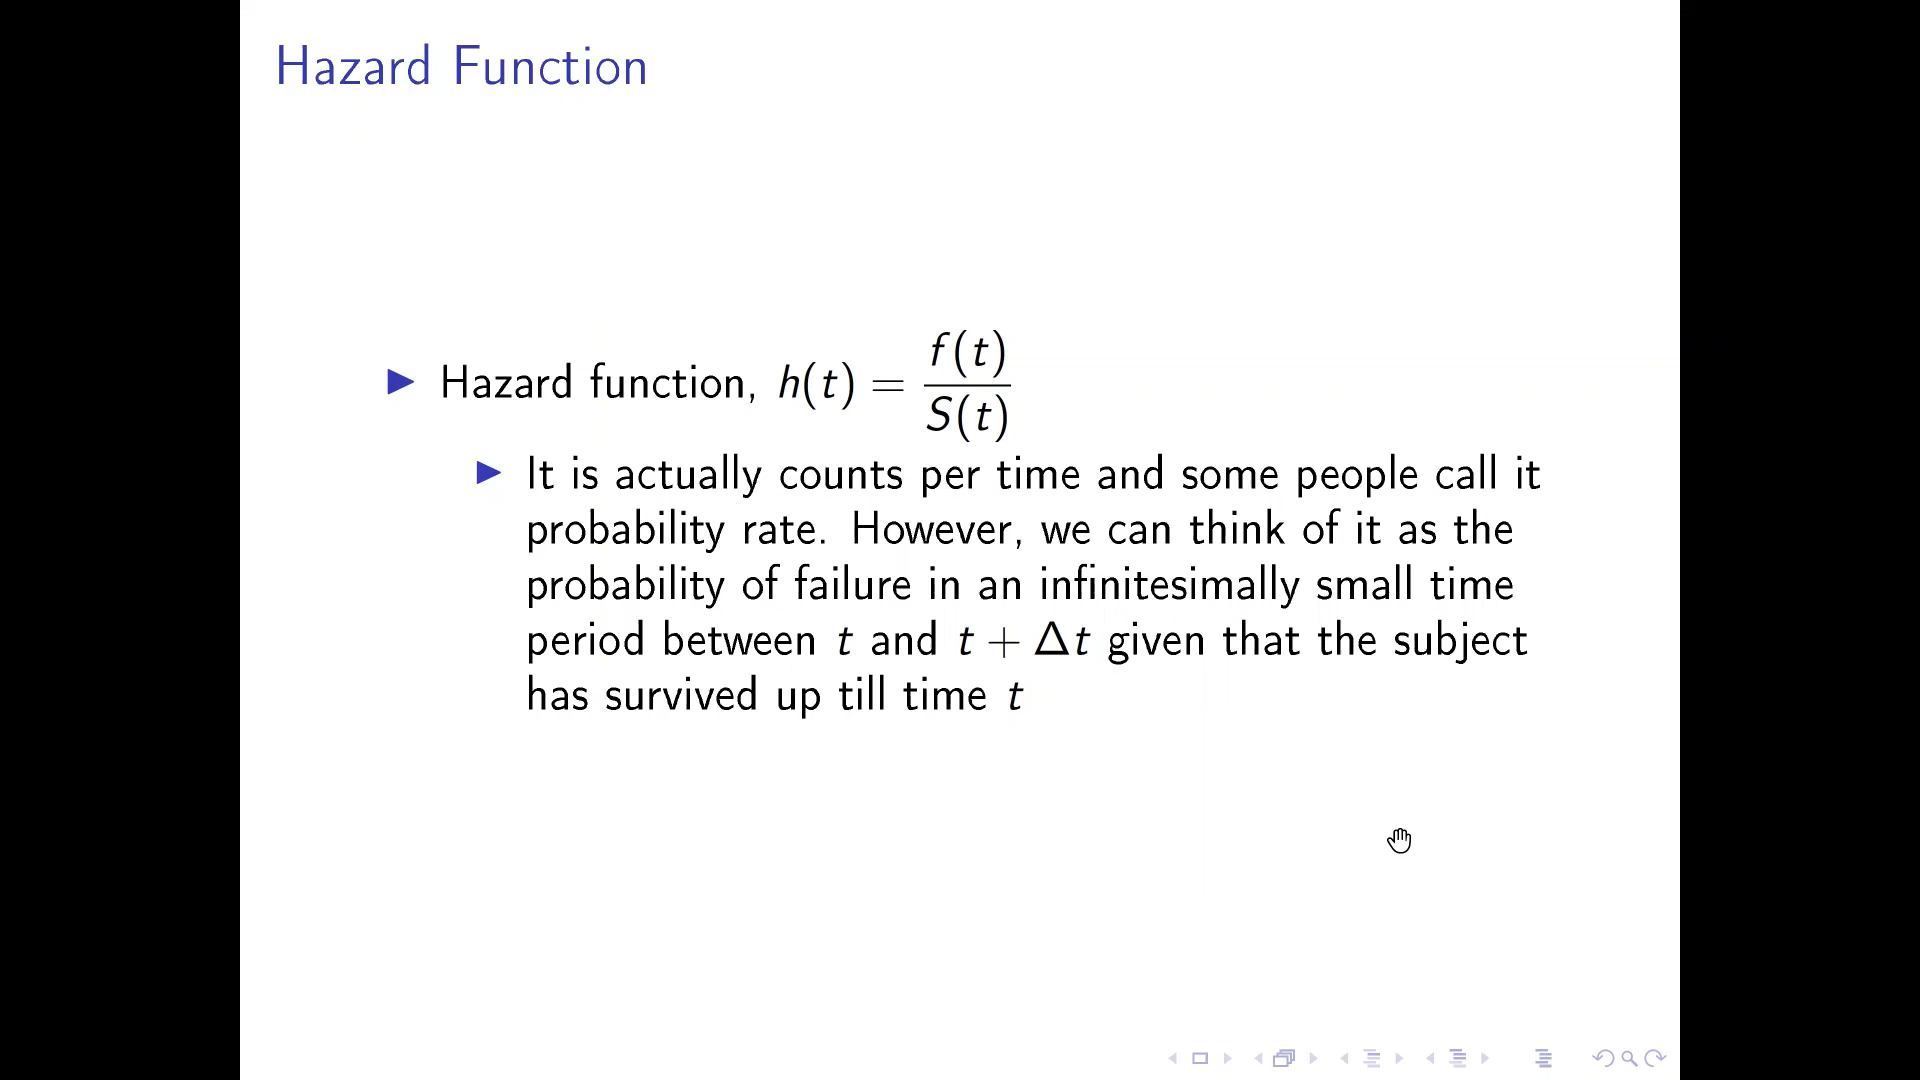 Hazard Function
Hazard function, h(t) = f(t)/S(t)
It is actually counts per time and some people call it
probability rate. However, we can think of it as the
probability of failure in an infinitesimally small time
period between t and t + Δt given that the subject
has survived up till time t